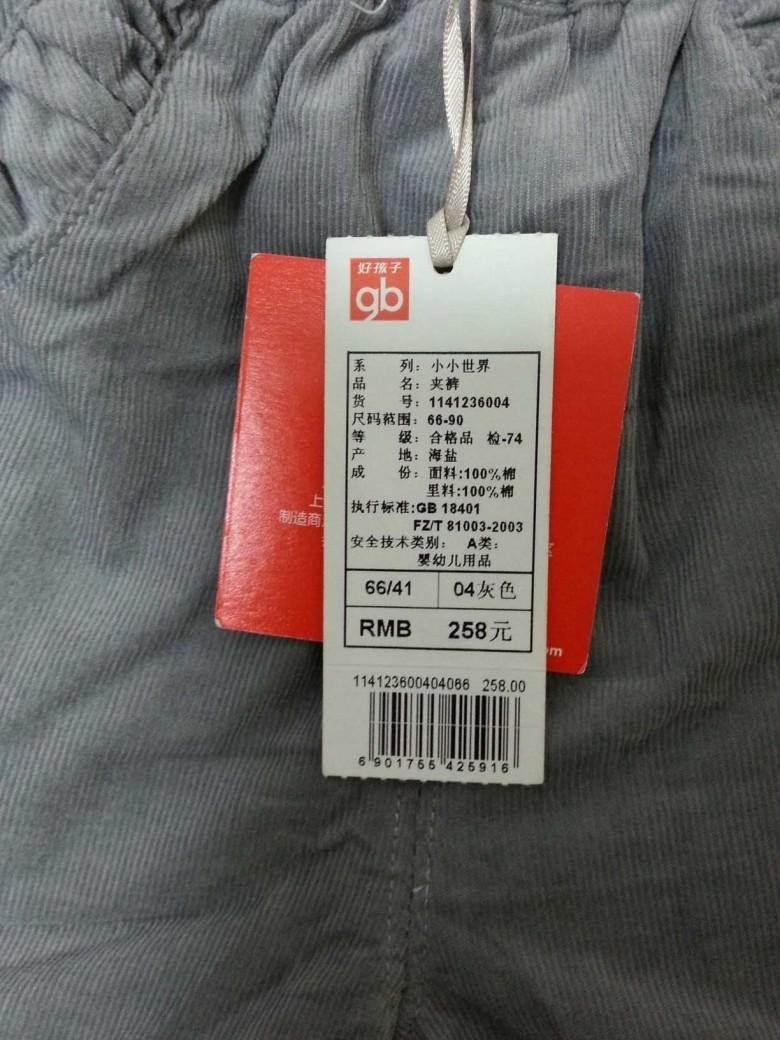 好孩子
gb
系 列: 小小世界
品 名: 夹裤
货 号: 1141236004
尺码范围: 66-90
等 级: 合格品 检-74
产 地: 海盐
成 份: 面料:100%棉
里料:100%棉
执行标准:GB 18401
FZ/T 81003-2003
安全技术类别: A类:
婴幼儿用品
66/41 04灰色
RMB 258元
114123600404066 258.00
6 901755 425916
上
制造商
om